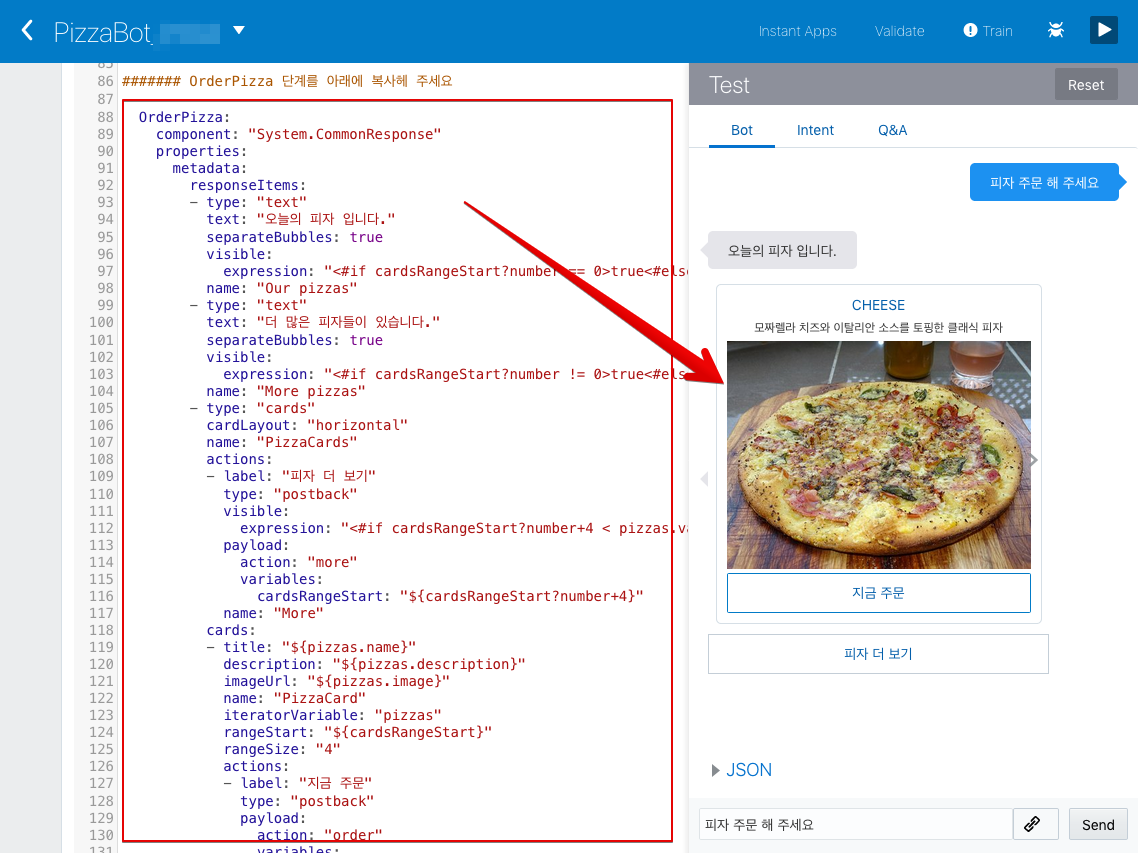 PizzaBot_
Instant Apps
Validate
Train
85
86 ####### OrderPizza 단계를 아래에 복사헤 주세요
87
88 OrderPizza:
89 component: "System.CommonResponse"
90 properties:
91 metadata:
92 responseItems:
93 - type: "text"
94 text: "오늘의 피자 입니다."
95 separateBubbles: true
96 visible:
97 expression: "<#if cardsRangeStart?number == 0>true<#else
98 name: "Our pizzas"
99 - type: "text"
100 text: "더 많은 피자들이 있습니다."
101 separateBubbles: true
102 visible:
103 expression: "<#if cardsRangeStart?number != 0>true<#else
104 name: "More pizzas"
105 - type: "cards"
106 cardLayout: "horizontal"
107 name: "PizzaCards"
108 actions:
109 - label: "피자 더 보기"
110 type: "postback"
111 visible:
112 expression: "<#if cardsRangeStart?number+4 < pizzas.va
113 payload:
114 action: "more"
115 variables:
116 cardsRangeStart: "${cardsRangeStart?number+4}"
117 name: "More"
118 cards:
119 - title: "${pizzas.name}"
120 description: "${pizzas.description}"
121 imageUrl: "${pizzas.image}"
122 name: "PizzaCard"
123 iteratorVariable: "pizzas"
124 rangeStart: "${cardsRangeStart}"
125 rangeSize: "4"
126 actions:
127 - label: "지금 주문"
128 type: "postback"
129 payload:
130 action: "order"
131 variables:
Test
Reset
Bot
Intent
Q&A
피자 주문 해 주세요
오늘의 피자 입니다.
CHEESE
모짜렐라 치즈와 이탈리안 소스를 토핑한 클래식 피자
지금 주문
피자 더 보기
JSON
피자 주문 해 주세요
Send